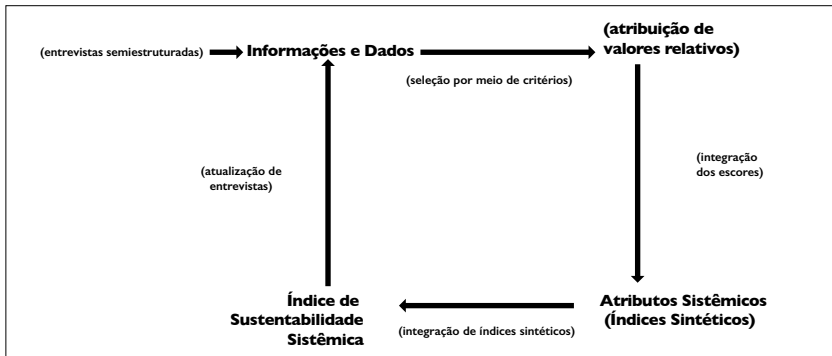 (entrevistas semiestruturadas)
Informações e Dados
(seleção por meio de critérios)
(atribuição de
valores relativos)
(integração
dos escores)
(atualização de
entrevistas)
Índice de
Sustentabilidade
Sistêmica
(integração de índices sintéticos)
Atributos Sistêmicos
(Índices Sintéticos)